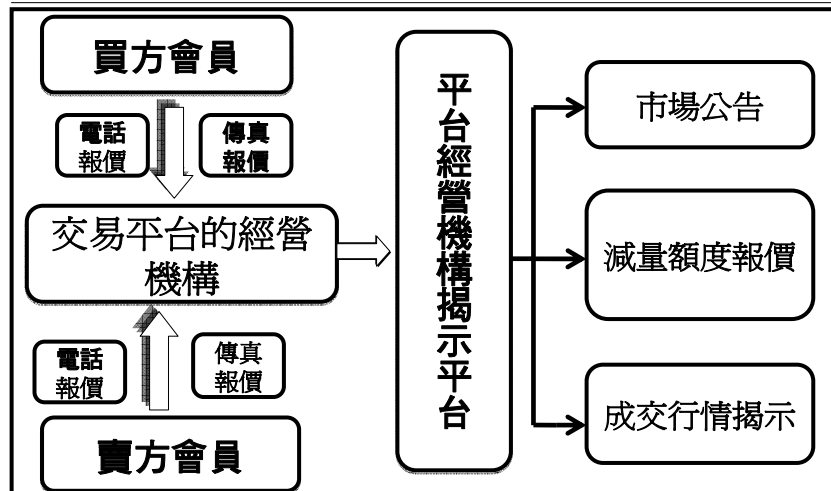 買方會員
電話
報價
傳真
報價
交易平台的經營
機構
電話
報價
傳真
報價
賣方會員
平台經營機構揭示平台
市場公告
減量額度報價
成交行情揭示